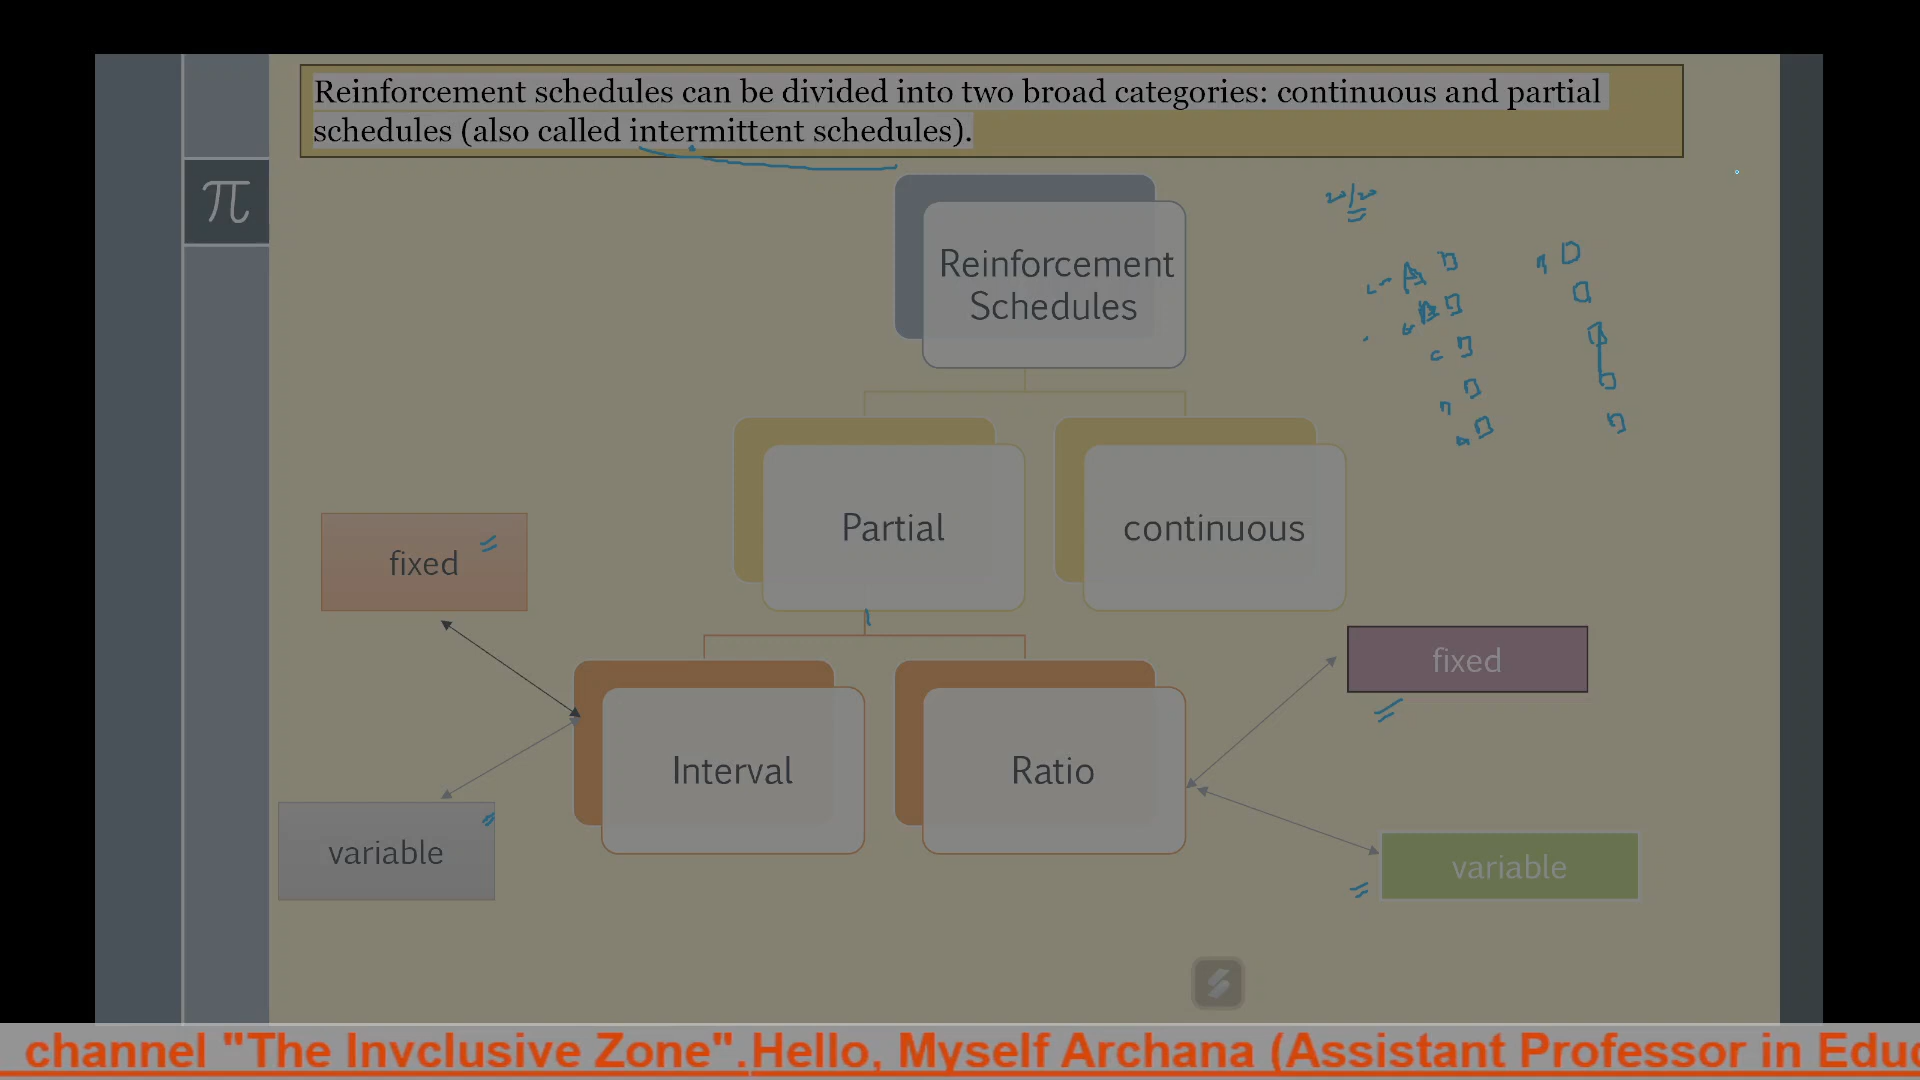 Reinforcement schedules can be divided into two broad categories: continuous and partial
schedules (also called intermittent schedules).
π
Reinforcement
Schedules
Partial
continuous
fixed
fixed
Interval
Ratio
variable
variable
channel "The Invclusive Zone".Hello, Myself Archana (Assistant Professor in Educ